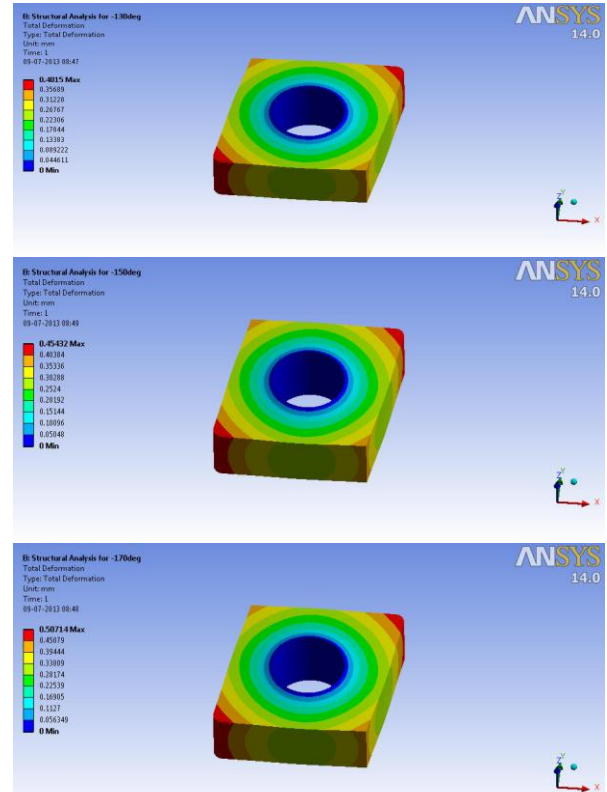 B: Structural Analysis for -130deg
Total Deformation
Type: Total Deformation
Unit: mm
Time: 1
09-07-2013 08:47
0.4015 Max
0.35689
0.31228
0.26767
0.22306
0.17844
0.13383
0.089222
0.044611
0 Min
ANSYS
14.0
Y
Z
X
B: Structural Analysis for -150deg
Total Deformation
Type: Total Deformation
Unit: mm
Time: 1
09-07-2013 08:49
0.45432 Max
0.40384
0.35336
0.30288
0.2524
0.20192
0.15144
0.10096
0.05048
0 Min
ANSYS
14.0
Y
Z
X
B: Structural Analysis for -170deg
Total Deformation
Type: Total Deformation
Unit: mm
Time: 1
09-07-2013 08:48
0.50714 Max
0.45079
0.39444
0.33809
0.28174
0.22539
0.16905
0.1127
0.056349
0 Min
ANSYS
14.0
Y
Z
X